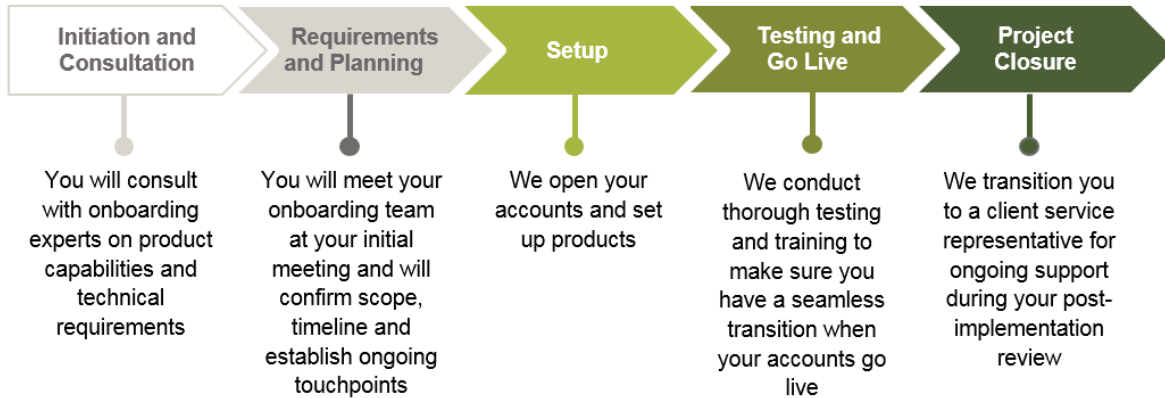 Initiation and
Consultation
Requirements
and Planning
Setup
Testing and
Go Live
Project
Closure
You will consult
with onboarding
experts on product
capabilities and
technical
requirements
You will meet your
onboarding team
at your initial
meeting and will
confirm scope,
timeline and
establish ongoing
touchpoints
We open your
accounts and set
up products
We conduct
thorough testing
and training to
make sure you
have a seamless
transition when
your accounts go
live
We transition you
to a client service
representative for
ongoing support
during your post-
implementation
review